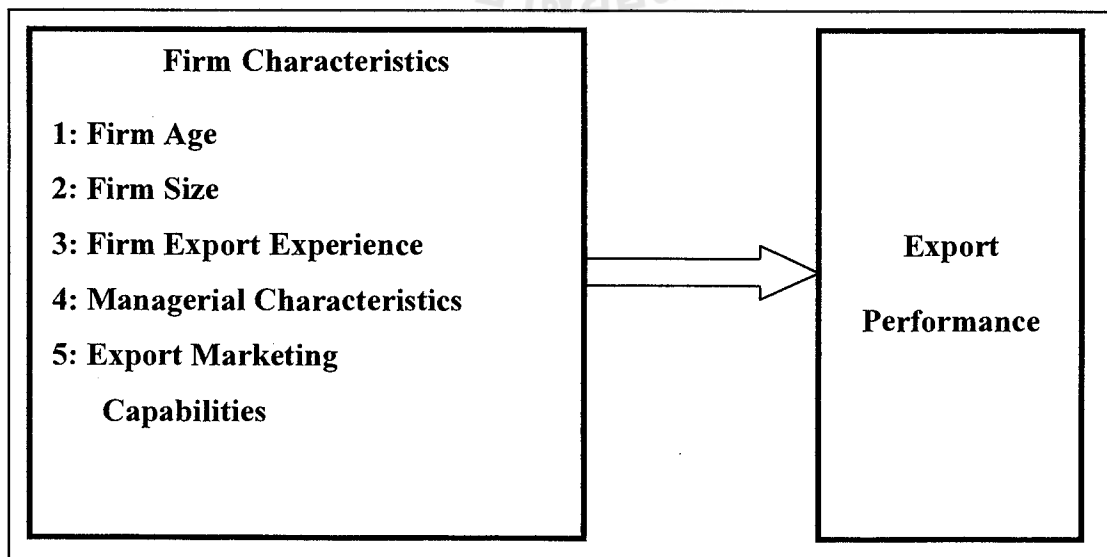 Firm Characteristics
1: Firm Age
2: Firm Size
3: Firm Export Experience
4: Managerial Characteristics
5: Export Marketing
Capabilities
Export
Performance